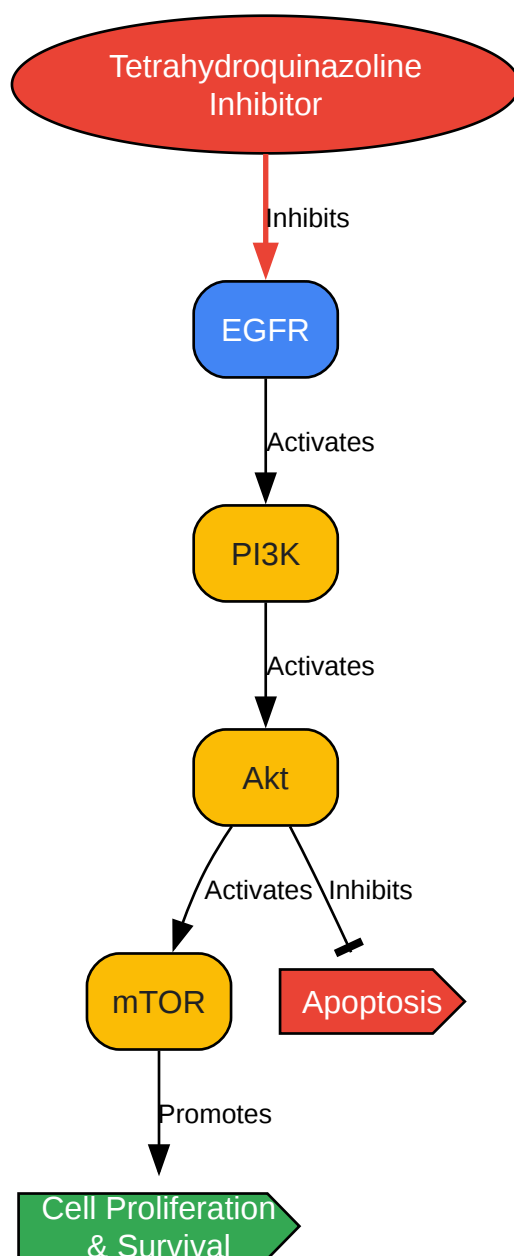 Tetrahydroquinazoline
Inhibitor
Inhibits
EGFR
Activates
PI3K
Activates
Akt
Activates
Inhibits
mTOR
Apoptosis
Promotes
Cell Proliferation
& Survival